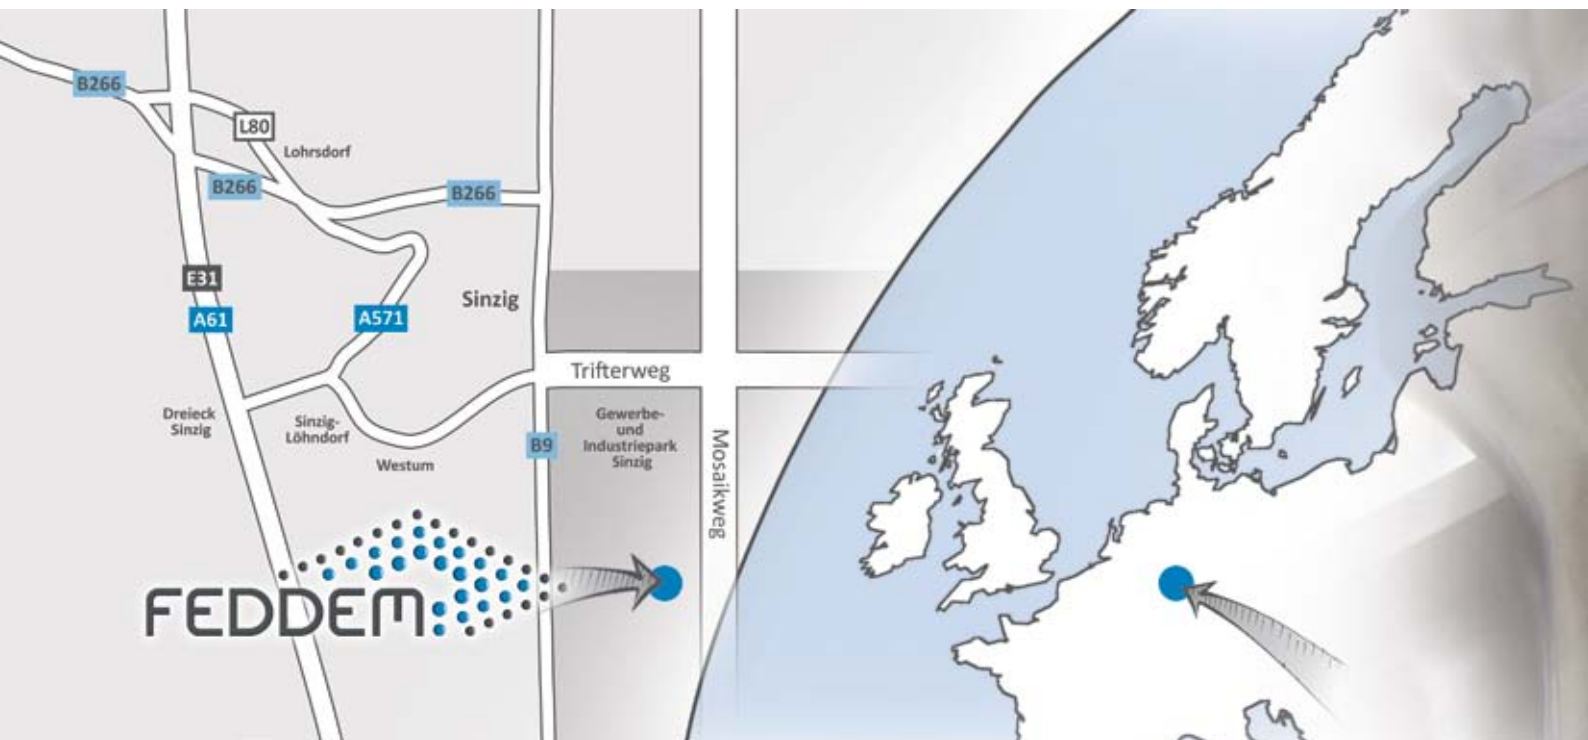 B266
L80
Lohrsdorf
B266
B266
E31
A61
A571
Sinzig
Trifterweg
Dreieck
Sinzig
Sinzig-
Löhndorf
Westum
B9
Gewerbe-
und
Industriepark
Sinzig
Mosaikweg
FEDDEM